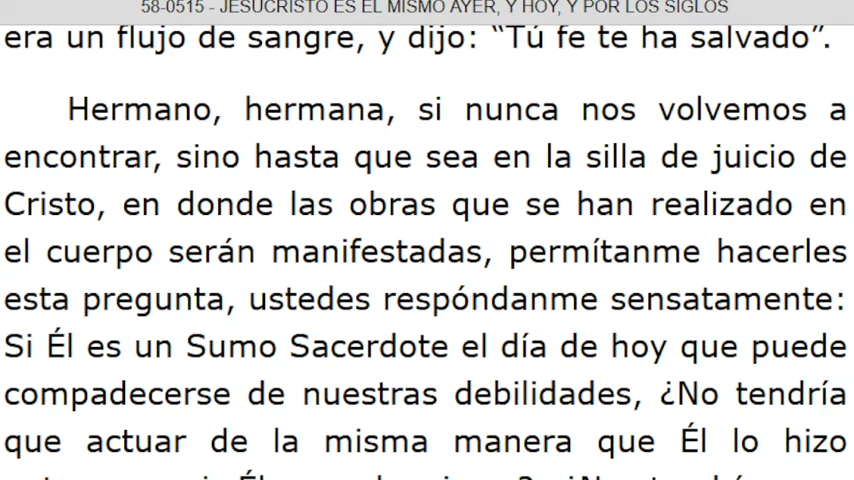 58-0515 - JESUCRISTO ES EL MISMO AYER, Y HOY, Y POR LOS SIGLOS
era un flujo de sangre, y dijo: “Tú fe te ha salvado”.
Hermano, hermana, si nunca nos volvemos a
encontrar, sino hasta que sea en la silla de juicio de
Cristo, en donde las obras que se han realizado en
el cuerpo serán manifestadas, permítanme hacerles
esta pregunta, ustedes respóndanme sensatamente:
Si Él es un Sumo Sacerdote el día de hoy que puede
compadecerse de nuestras debilidades, ¿No tendría
que actuar de la misma manera que Él lo hizo